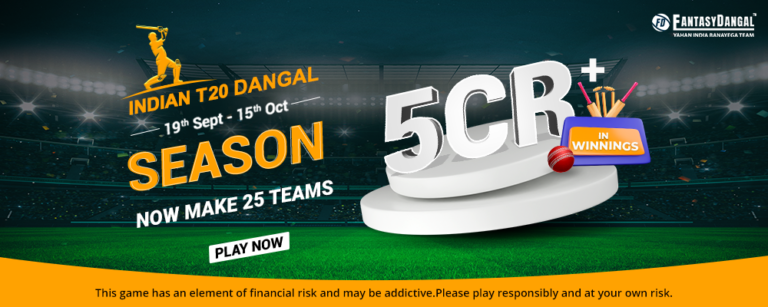 FD FANTASYDANGAL
YAHAN INDIA BANAYEGA TEAM
INDIAN T20 DANGAL
19th Sept - 15th Oct
SEASON
NOW MAKE 25 TEAMS
PLAY NOW
5CR+
IN
WINNINGS
This game has an element of financial risk and may be addictive.Please play responsibly and at your own risk.